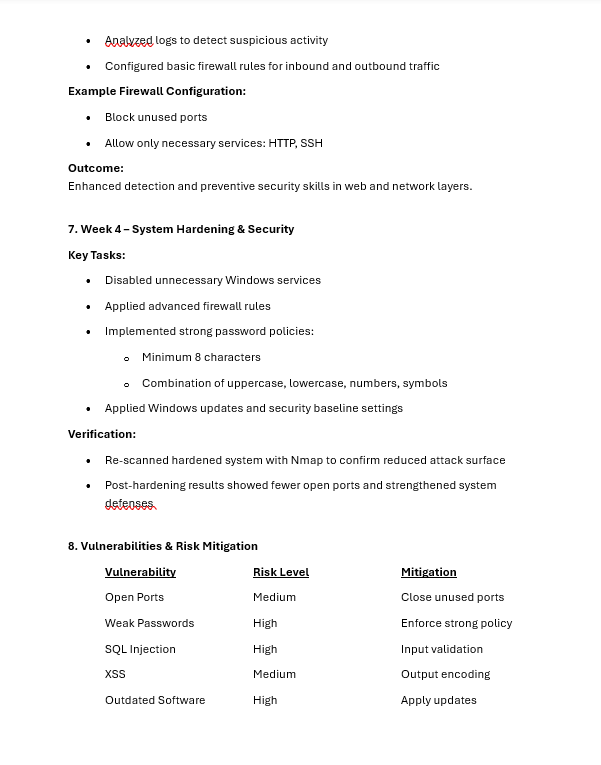 • Analyzed logs to detect suspicious activity
• Configured basic firewall rules for inbound and outbound traffic
Example Firewall Configuration:
• Block unused ports
• Allow only necessary services: HTTP, SSH
Outcome:
Enhanced detection and preventive security skills in web and network layers.
7. Week 4 – System Hardening & Security
Key Tasks:
• Disabled unnecessary Windows services
• Applied advanced firewall rules
• Implemented strong password policies:
o Minimum 8 characters
o Combination of uppercase, lowercase, numbers, symbols
• Applied Windows updates and security baseline settings
Verification:
• Re-scanned hardened system with Nmap to confirm reduced attack surface
• Post-hardening results showed fewer open ports and strengthened system
defenses.
8. Vulnerabilities & Risk Mitigation
Vulnerability Risk Level Mitigation
Open Ports Medium Close unused ports
Weak Passwords High Enforce strong policy
SQL Injection High Input validation
XSS Medium Output encoding
Outdated Software High Apply updates